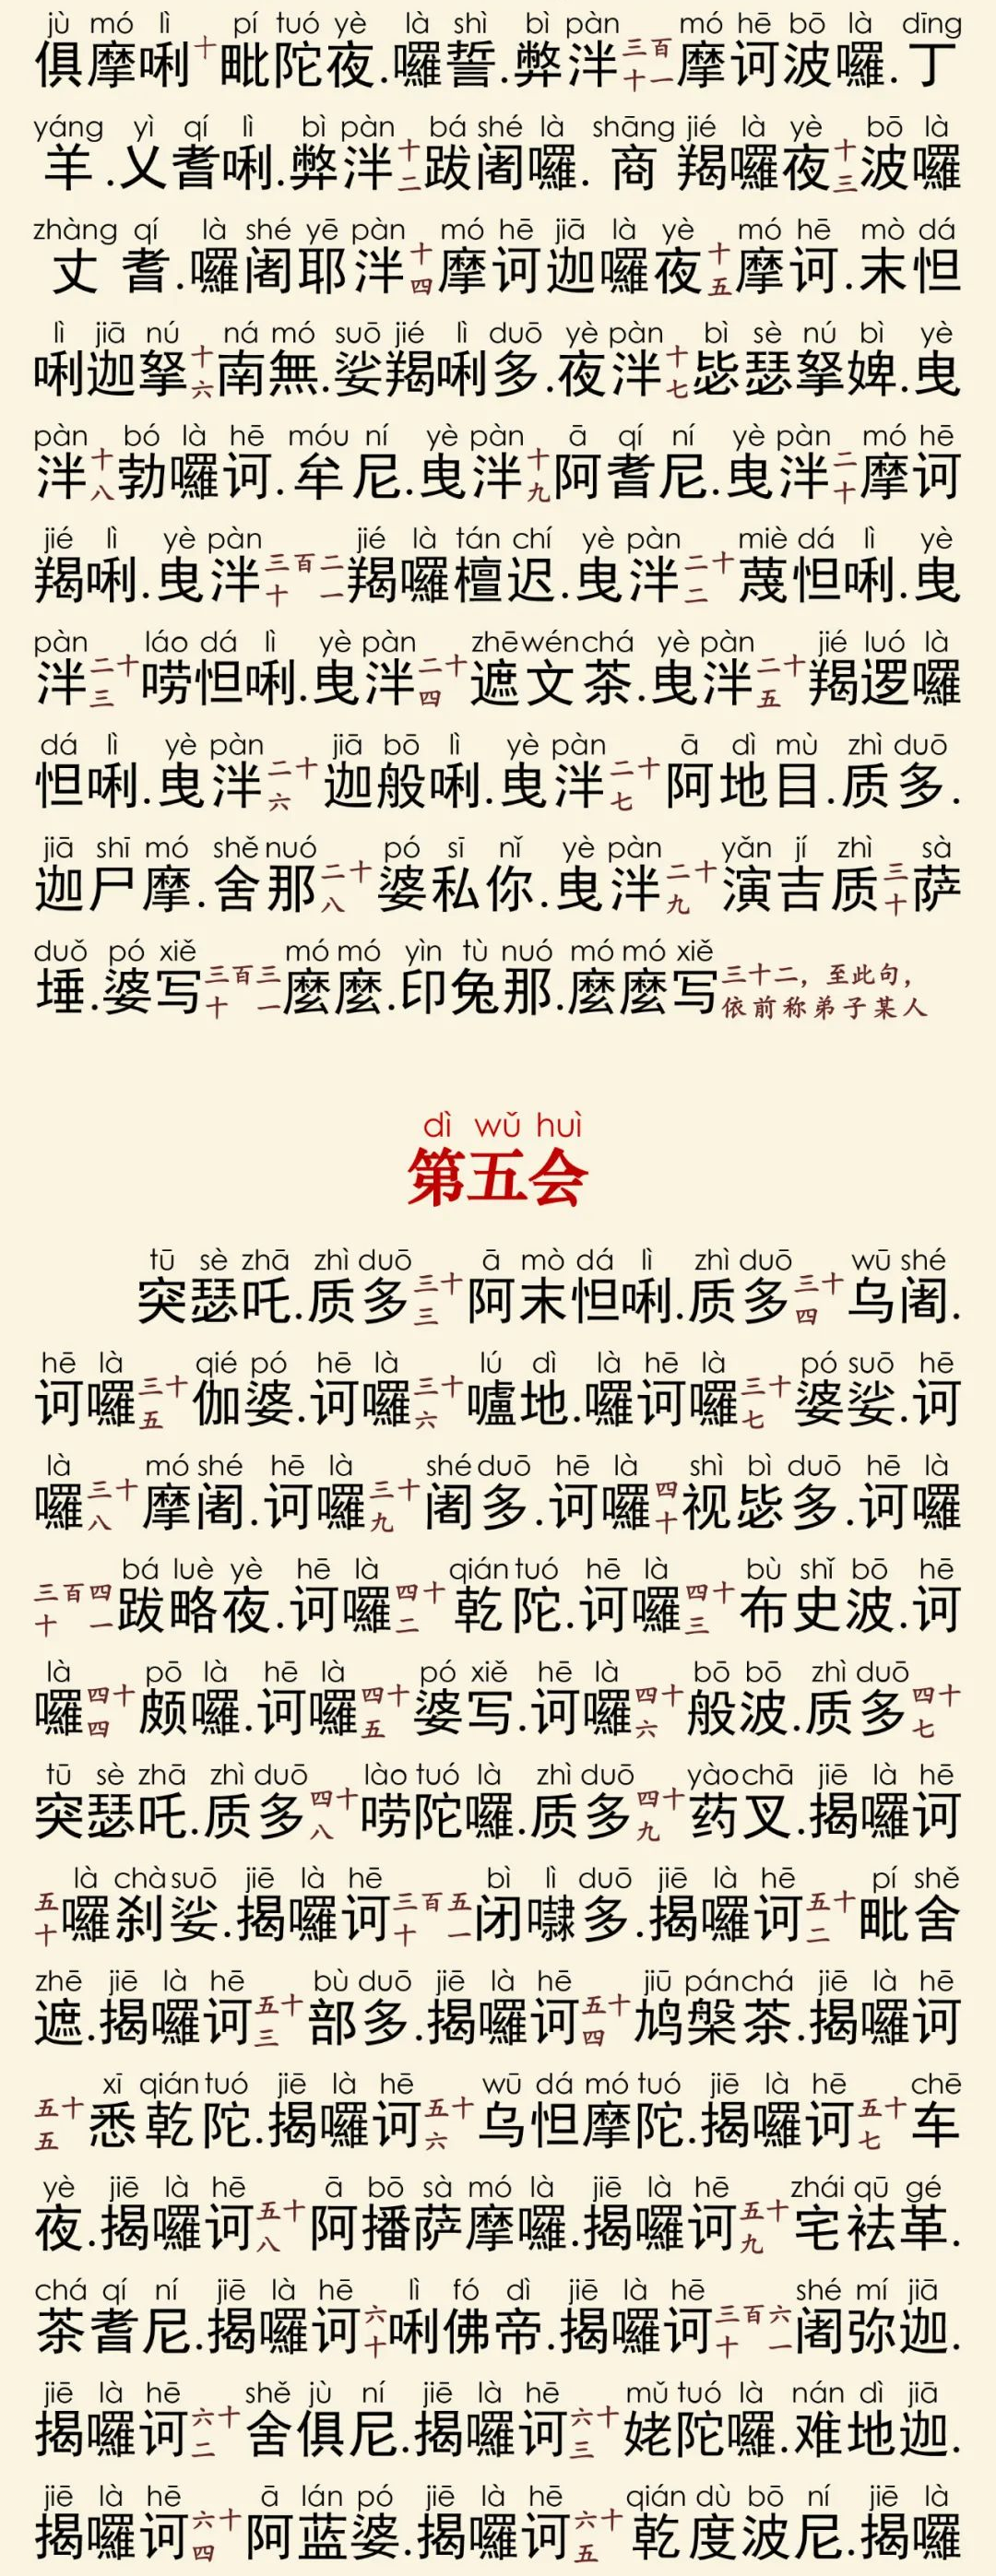 jù mó lì pí tuó yè là shì bì pàn mó hē bō là dīng
俱摩唎十毗陀夜.囉誓.弊泮三百十一摩诃波囉.丁
yáng yì qí lì bì pàn bá shé là shāng jié là yè bō là
羊.乂耆唎.弊泮十二跋阇囉.商羯囉夜十三波囉
zhàng qí là shé yē pàn mó hē jiā là yè mó hē mò dá
丈耆.囉阇耶泮十四摩诃迦囉夜十五摩诃.末怛
lì jiā nú ná mó suō jié lì duō yè pàn bì sè nú bì yè
唎迦拏十六南無.娑羯唎多.夜泮十七毖瑟拏婢.曳
pàn bó là hē móu ní yè pàn ā qí ní yè pàn mó hē
泮十八勃囉诃.牟尼.曳泮十九阿耆尼.曳泮二十摩诃
jié lì yè pàn jié là tán chí yè pàn miè dá lì yè
羯唎.曳泮三百二十一羯囉檀迟.曳泮二十二蔑怛唎.曳
pàn láo dá lì yè pàn zhē wén chá yè pàn jié luó là
泮二十三唠怛唎.曳泮二十四遮文茶.曳泮二十五羯逻囉
dá lì yè pàn jiā bō lì yè pàn ā dì mù zhì duō
怛唎.曳泮二十六迦般唎.曳泮二十七阿地目.质多.
jiā shī mó shě nuó pó sī nǐ yè pàn yǎn jí zhì sà
迦尸摩.舍那二十八婆私你.曳泮二十九演吉质三十萨
duǒ pó xiě mó mó yìn tù nuó mó mó xiě
埵.婆写三百三十一麼麼.印兔那.麼麼写三十二，至此句，依前称弟子某人
dì wǔ huì
第五会
tū sè zhā zhì duō ā mò dá lì zhì duō wū shé
突瑟吒.质多三十三阿末怛唎.质多三十四乌阇.
hē là qié pó hē là lú dì là hē là pó suō hē
诃囉三十五伽婆.诃囉三十六嚧地.囉诃囉三十七婆娑.诃
là mó shé hē là shé duō hē là shì bì duō hē là
囉三十八摩阇.诃囉三十九阇多.诃囉四十视毖多.诃囉
bá luè yè hē là qián tuó hē là bù shǐ bō hē
三百四十一跋略夜.诃囉四十二乾陀.诃囉四十三布史波.诃
là pō là hē là pó xiě hē là bō bō zhì duō
囉四十四颇囉.诃囉四十五婆写.诃囉四十六般波.质多四十七
tū sè zhā zhì duō lào tuó là zhì duō yào chā jiē là hē
突瑟吒.质多四十八唠陀囉.质多四十九药叉.揭囉诃
là chà suō jiē là hē bì lì duō jiē là hē pí shě
五十囉刹娑.揭囉诃三百五十一闭㘑多.揭囉诃五十二毗舍
zhē jiē là hē bù duō jiē là hē jiū pán chá jiē là hē
遮.揭囉诃五十三部多.揭囉诃五十四鸠槃茶.揭囉诃
xī qián tuó jiē là hē wū dá mó tuó jiē là hē chē
五十五悉乾陀.揭囉诃五十六乌怛摩陀.揭囉诃五十七车
yè jiē là hē ā bō sà mó là jiē là hē zhái qū gé
夜.揭囉诃五十八阿播萨摩囉.揭囉诃五十九宅袪革.
chá qí ní jiē là hē lì fó dì jiē là hē shé mí jiā
茶耆尼.揭囉诃六十唎佛帝.揭囉诃三百六十一阇弥迦.
jiē là hē shě jù ní jiē là hē mǔ tuó là nán dì jiā
揭囉诃六十二舍俱尼.揭囉诃六十三姥陀囉.难地迦.
jiē là hē ā lán pó jiē là hē qián dù bō ní jiē là
揭囉诃六十四阿蓝婆.揭囉诃六十五乾度波尼.揭囉